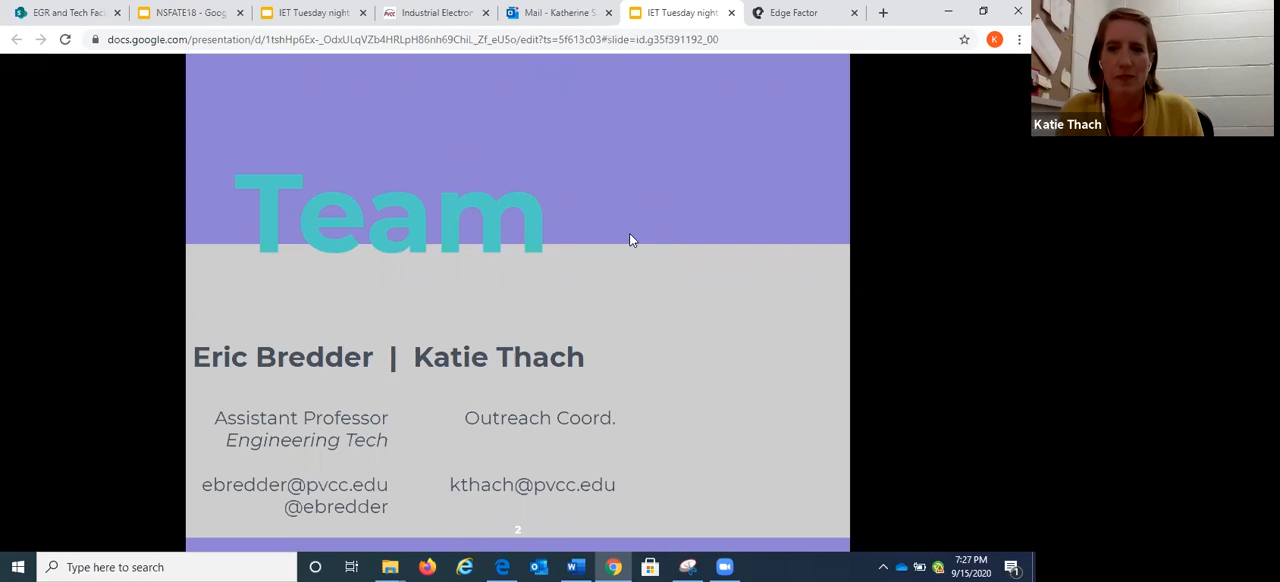 EGR and Tech Facu
NSFATE18 - Goog
IET Tuesday night
Industrial Electron
Mail - Katherine S
IET Tuesday night
Edge Factor
docs.google.com/presentation/d/1tshHp6Ex-_OdxULqVZb4HRLpH86nh69ChiL_Zf_eU5o/edit?ts=5f613c03#slide=id.g35f391192_00
K
Katie Thach
Team
Eric Bredder | Katie Thach
Assistant Professor
Outreach Coord.
Engineering Tech
ebredder@pvcc.edu
kthach@pvcc.edu
@ebredder
2
Type here to search
7:27 PM
9/15/2020